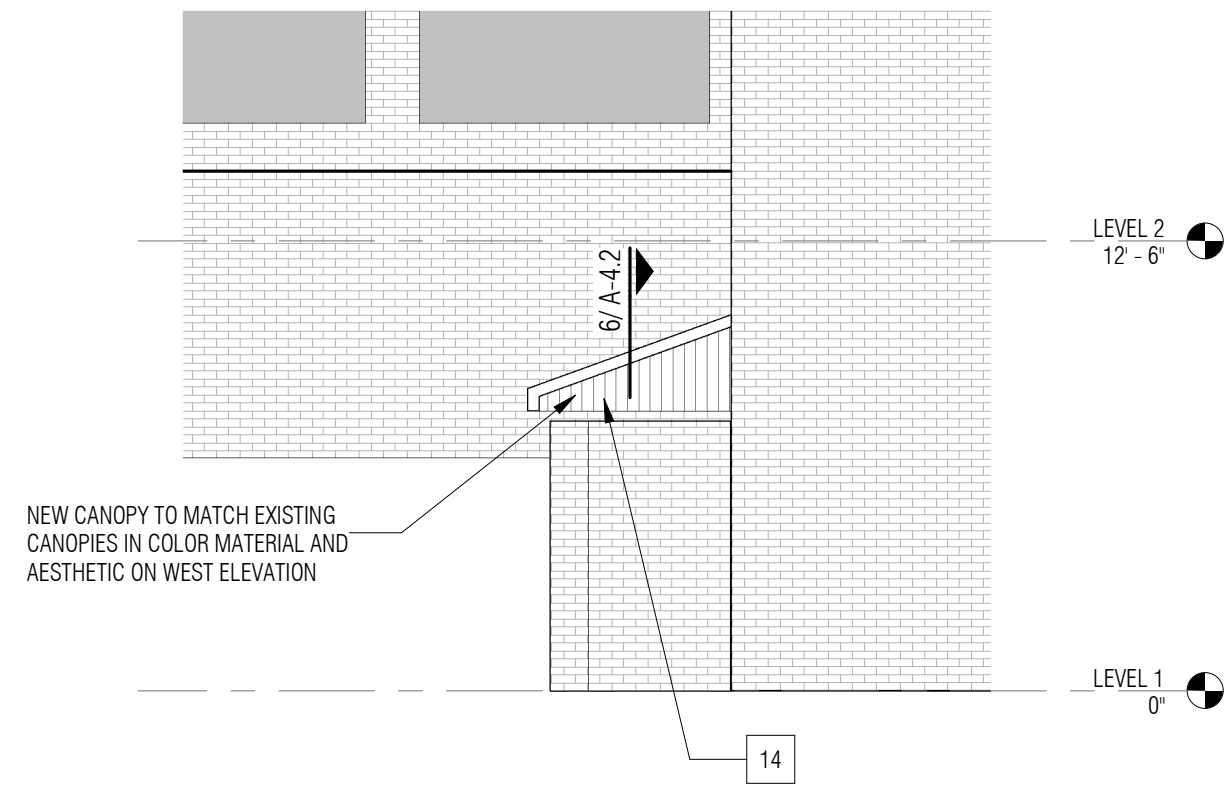 LEVEL 2
12' - 6"
6/ A-4.2
NEW CANOPY TO MATCH EXISTING
CANOPIES IN COLOR MATERIAL AND
AESTHETIC ON WEST ELEVATION
LEVEL 1
0"
14